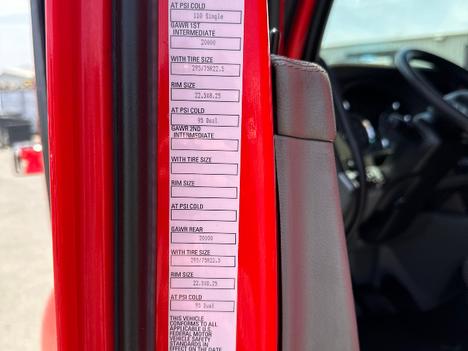 AT PSI COLD
110 Single
GAWR 1ST
INTERMEDIATE
20000
WITH TIRE SIZE
295/75R22.5
RIM SIZE
22.5X8.25
AT PSI COLD
95 Dual
GAWR 2ND
INTERMEDIATE
WITH TIRE SIZE
RIM SIZE
AT PSI COLD
GAWR REAR
20000
WITH TIRE SIZE
295/75R22.5
RIM SIZE
22.5X8.25
AT PSI COLD
95 Dual
THIS VEHICLE
CONFORMS TO ALL
APPLICABLE U.S.
FEDERAL MOTOR
VEHICLE SAFETY
STANDARDS IN
EFFECT ON THE DATE